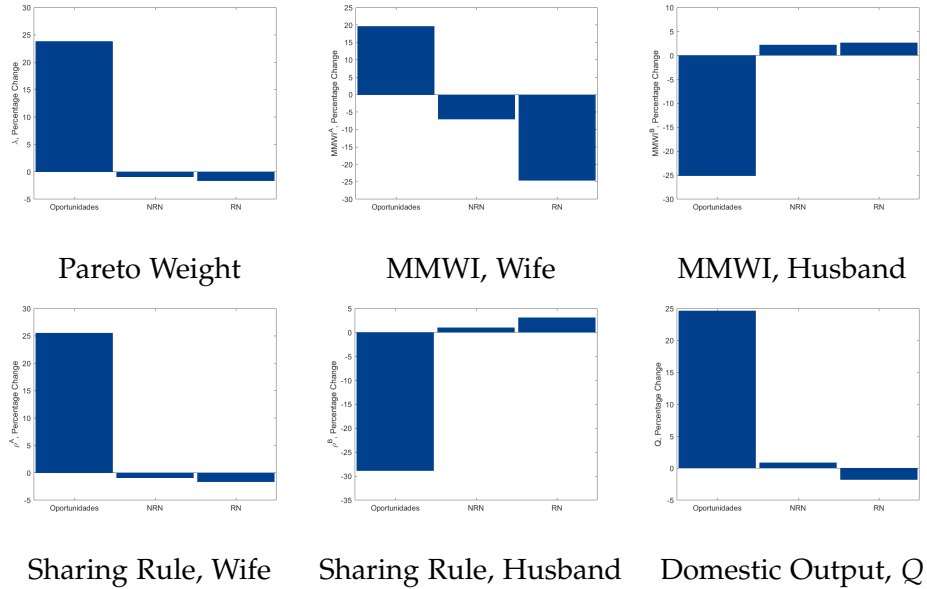 30
25
20
15
10
5
0
-5
λ, Percentage Change
Oportunidades NRN RN
Pareto Weight
25
20
15
10
5
0
-5
-10
-15
-20
-25
-30
MMWI^A, Percentage Change
Oportunidades NRN RN
MMWI, Wife
10
5
0
-5
-10
-15
-20
-25
-30
MMWI^B, Percentage Change
Oportunidades NRN RN
MMWI, Husband
30
25
20
15
10
5
0
-5
ρ^A, Percentage Change
Oportunidades NRN RN
Sharing Rule, Wife
5
0
-5
-10
-15
-20
-25
-30
-35
ρ^B, Percentage Change
Oportunidades NRN RN
Sharing Rule, Husband
25
20
15
10
5
0
-5
Q, Percentage Change
Oportunidades NRN RN
Domestic Output, Q